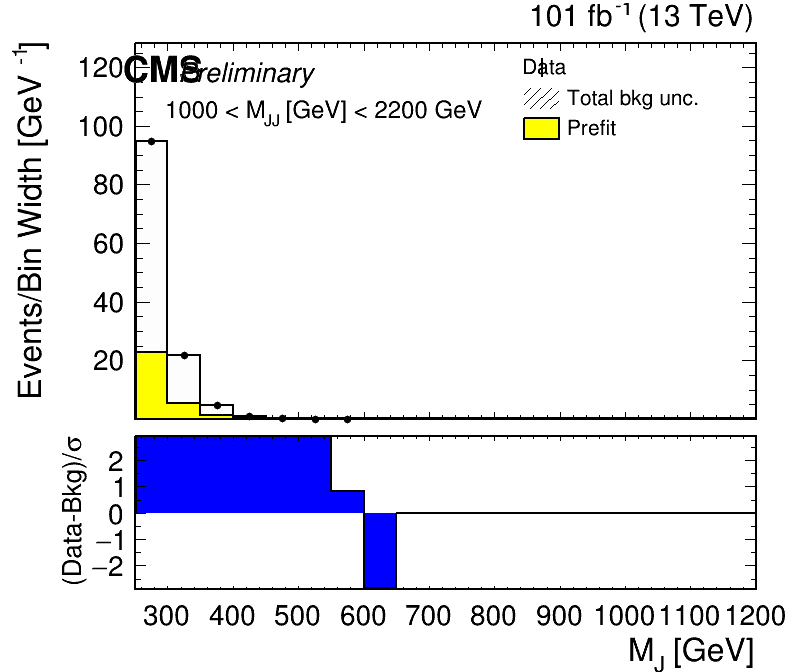 101 fb-1 (13 TeV)
Events/Bin Width [GeV-1]
120
100
80
60
40
20
CMS Preliminary
1000 < MJJ [GeV] < 2200 GeV
Data
Total bkg unc.
Prefit
(Data-Bkg)/σ
2
1
0
−1
−2
300 400 500 600 700 800 900 1000 1100 1200
MJ [GeV]